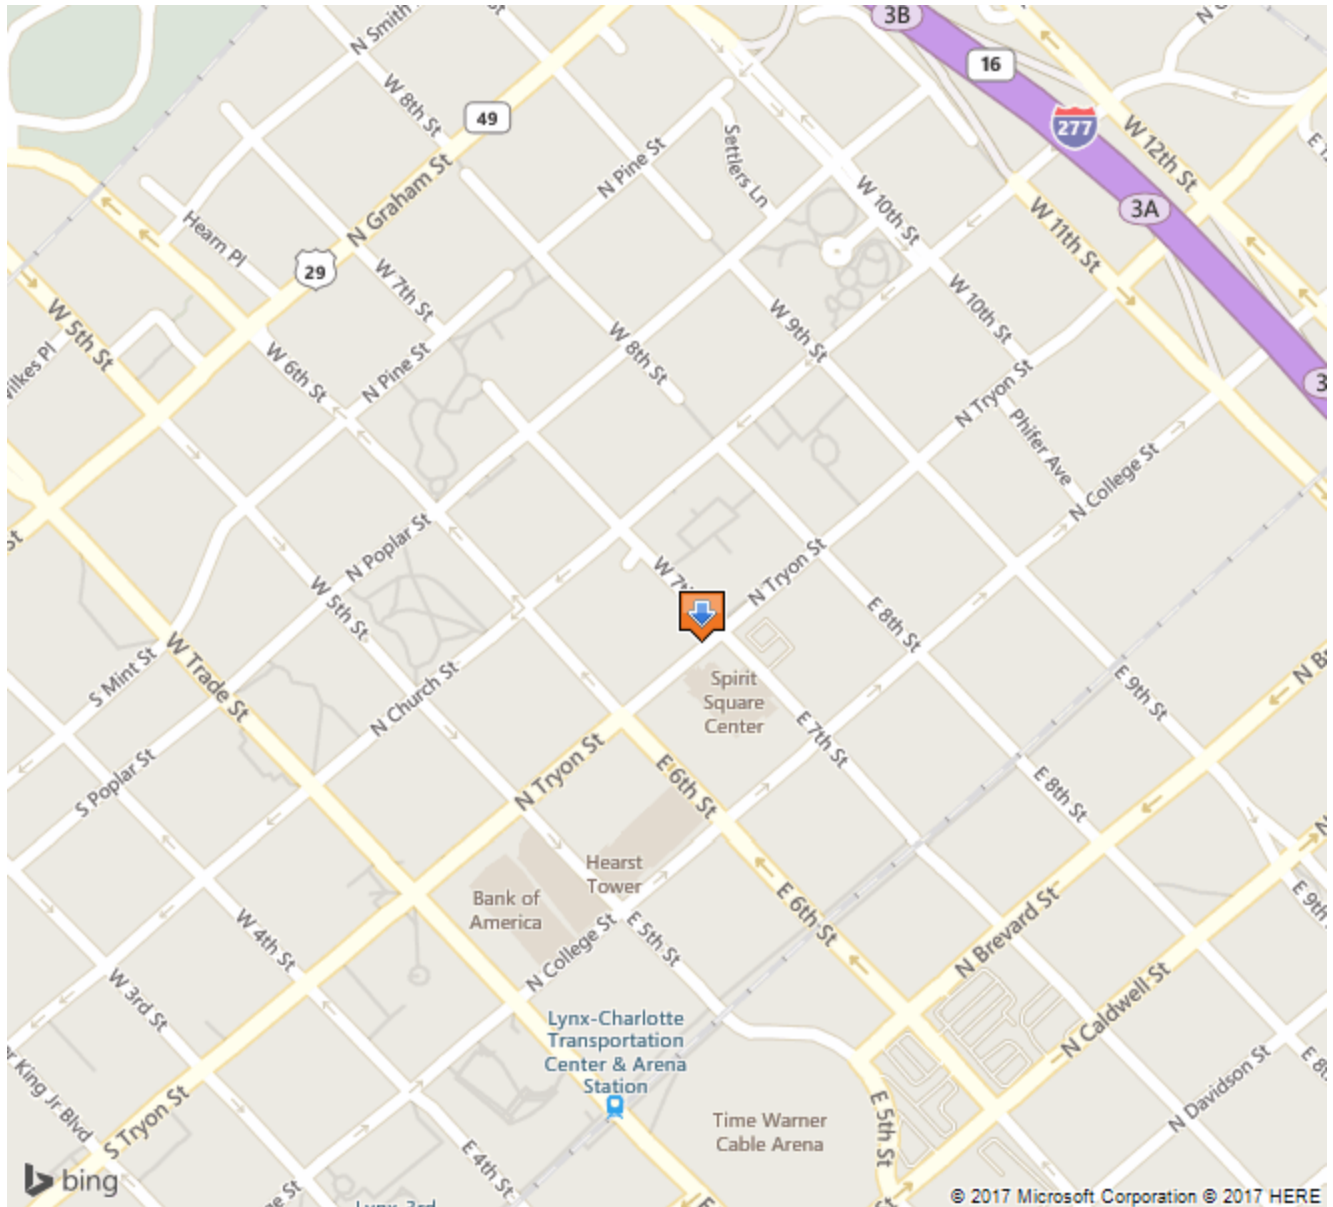 3B
N Smith
16
W 8th St
49
277
W 12th St
Settlers Ln
N Pine St
W 10th St
3A
N Graham St
Hearn Pl
W 11th St
29
W 7th St
W 10th St
W 5th St
W 9th St
W 8th St
W 6th St
N Pine St
N Tryon St
Phifer Ave
N College St
N Poplar St
N Tryon St
W 5th St
E 8th St
W Trade St
S Mint St
N Church St
Spirit
Square
Center
E 9th St
E 7th St
S Poplar St
N Tryon St
E 6th St
E 8th St
Hearst
Tower
Bank of
America
E 6th St
E 9th
W 4th St
E 5th St
N College St
N Brevard St
W 3rd St
N Caldwell St
Lynx-Charlotte
Transportation
Center & Arena
Station
King Jr Blvd
S Tryon St
Time Warner
Cable Arena
E 5th St
N Davidson St
E 4th St
bing
© 2017 Microsoft Corporation © 2017 HERE